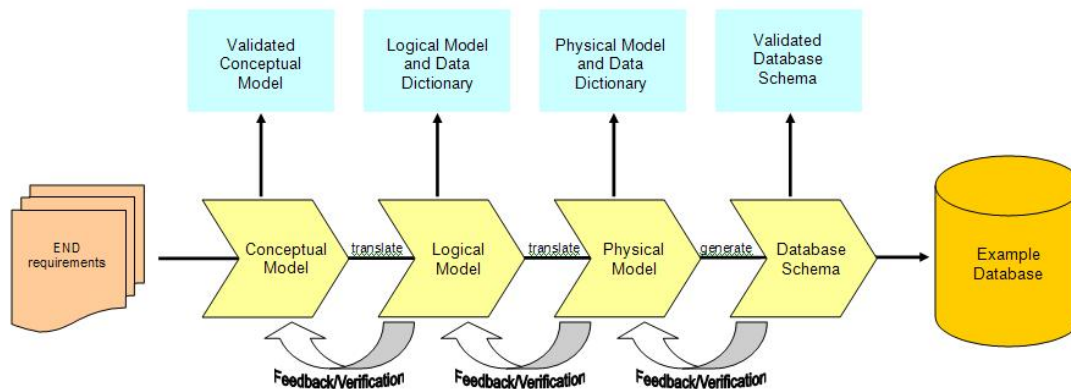 Validated
Conceptual
Model
Logical Model
and Data
Dictionary
Physical Model
and Data
Dictionary
Validated
Database
Schema
END
requirements
Conceptual
Model
translate
Logical
Model
translate
Physical
Model
generate
Database
Schema
Example
Database
Feedback/Verification
Feedback/Verification
Feedback/Verification